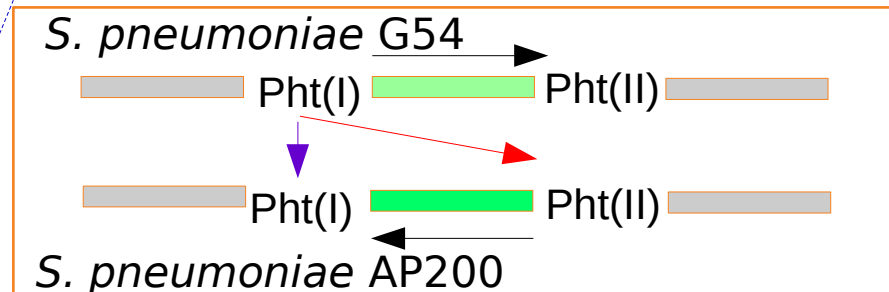 S. pneumoniae G54
Pht(I) Pht(II)
Pht(I) Pht(II)
S. pneumoniae AP200